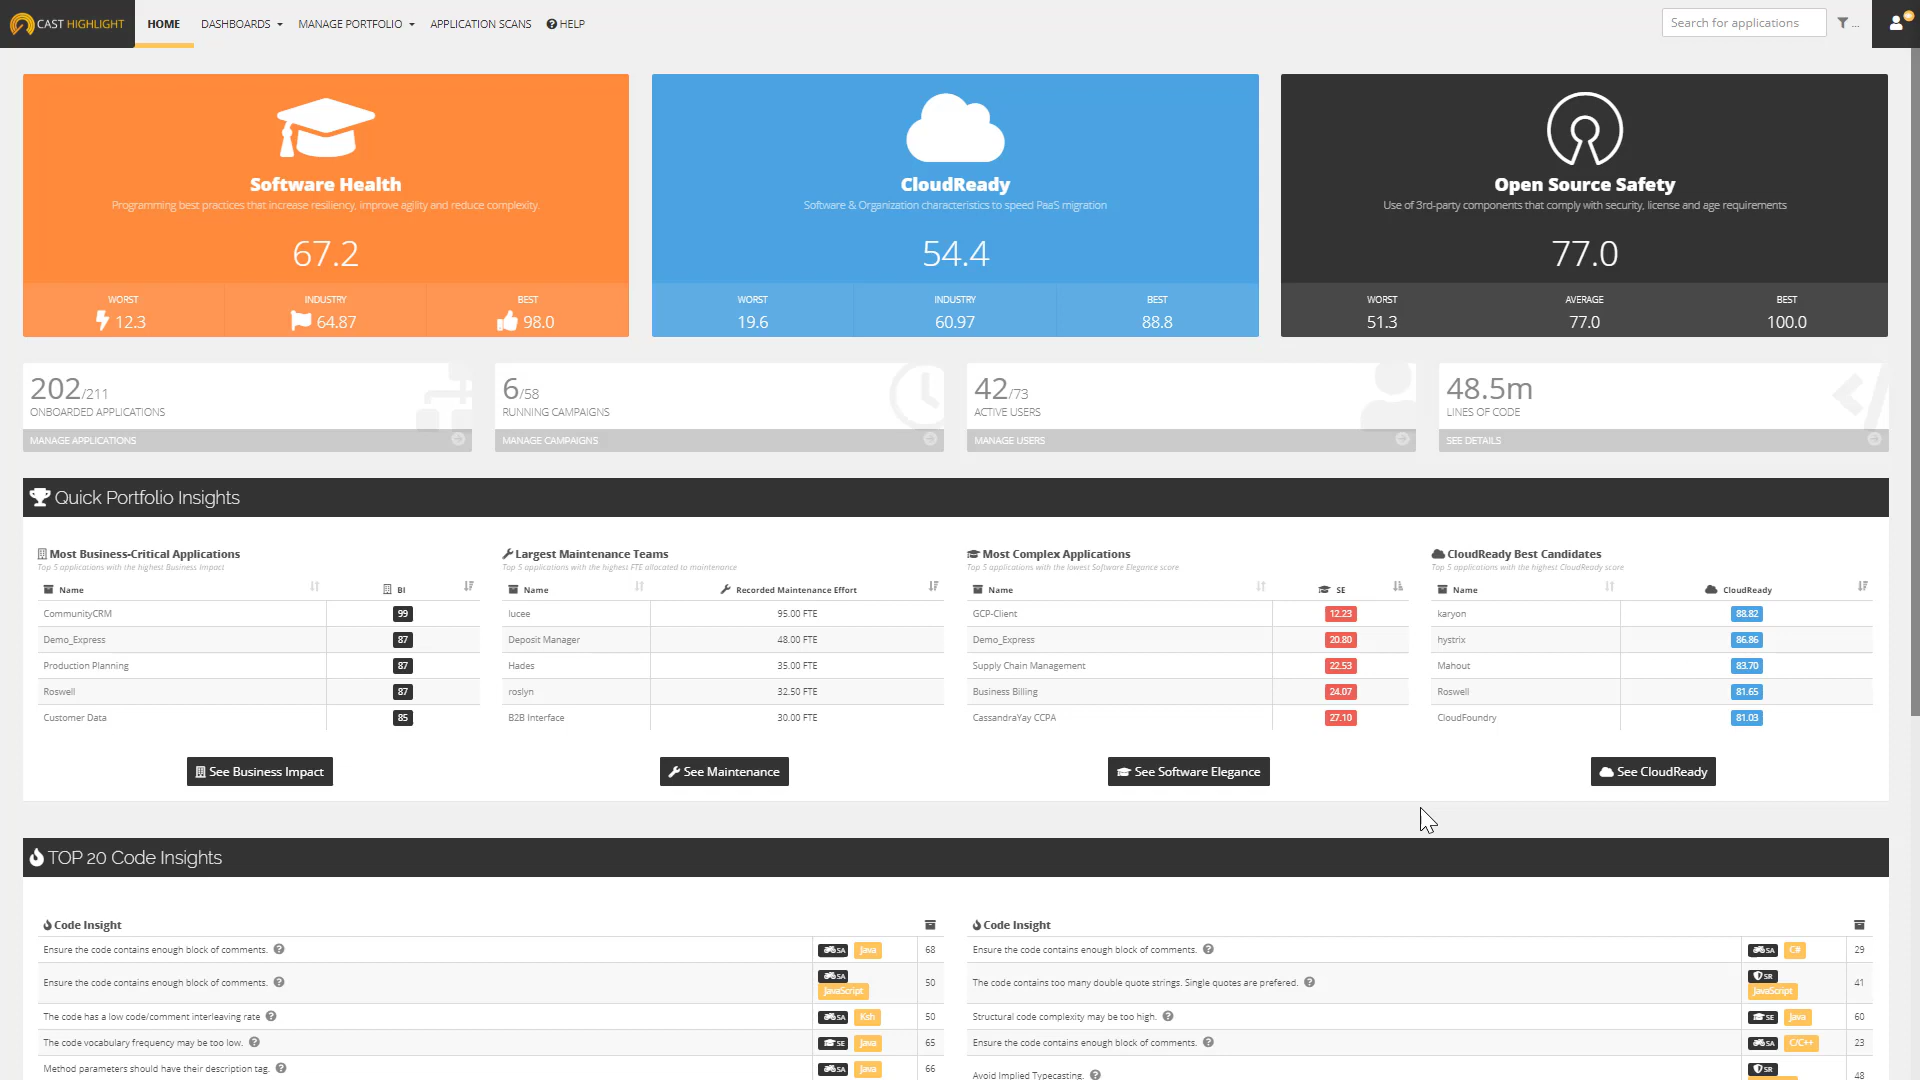 CAST HIGHLIGHT
HOME
DASHBOARDS
MANAGE PORTFOLIO
APPLICATION SCANS
HELP
Search for applications
...
Software Health
Programming best practices that increase resiliency, improve agility and reduce complexity.
67.2
WORST
12.3
INDUSTRY
64.87
BEST
98.0
CloudReady
Software & Organization characteristics to speed PaaS migration
54.4
WORST
19.6
INDUSTRY
60.97
BEST
88.8
Open Source Safety
Use of 3rd-party components that comply with security, license and age requirements
77.0
WORST
51.3
AVERAGE
77.0
BEST
100.0
202/211
ONBOARDED APPLICATIONS
MANAGE APPLICATIONS
6/58
RUNNING CAMPAIGNS
MANAGE CAMPAIGNS
42/73
ACTIVE USERS
MANAGE USERS
48.5m
LINES OF CODE
SEE DETAILS
Quick Portfolio Insights
Most Business-Critical Applications
Top 5 applications with the highest Business Impact
Name BI
CommunityCRM 99
Demo_Express 87
Production Planning 87
Roswell 87
Customer Data 85
See Business Impact
Largest Maintenance Teams
Top 5 applications with the highest FTE allocated to maintenance
Name Recorded Maintenance Effort
lucee 95.00 FTE
Deposit Manager 48.00 FTE
Hades 35.00 FTE
roslyn 32.50 FTE
B2B Interface 30.00 FTE
See Maintenance
Most Complex Applications
Top 5 applications with the lowest Software Elegance score
Name SE
GCP-Client 12.23
Demo_Express 20.80
Supply Chain Management 22.53
Business Billing 24.07
CassandraYay CCPA 27.10
See Software Elegance
CloudReady Best Candidates
Top 5 applications with the highest CloudReady score
Name CloudReady
karyon 88.82
hystrix 86.86
Mahout 83.70
Roswell 81.65
CloudFoundry 81.03
See CloudReady
TOP 20 Code Insights
Code Insight
Ensure the code contains enough block of comments. SA Java 68
Ensure the code contains enough block of comments. SA JavaScript 50
The code has a low code/comment interleaving rate SA Ksh 50
The code vocabulary frequency may be too low. SE Java 65
Method parameters should have their description tag. SA Java 66
Code Insight
Ensure the code contains enough block of comments. SA C# 29
The code contains too many double quote strings. Single quotes are prefered. SR JavaScript 41
Structural code complexity may be too high. SE Java 60
Ensure the code contains enough block of comments. SA C/C++ 23
Avoid Implied Typecasting. SR 48